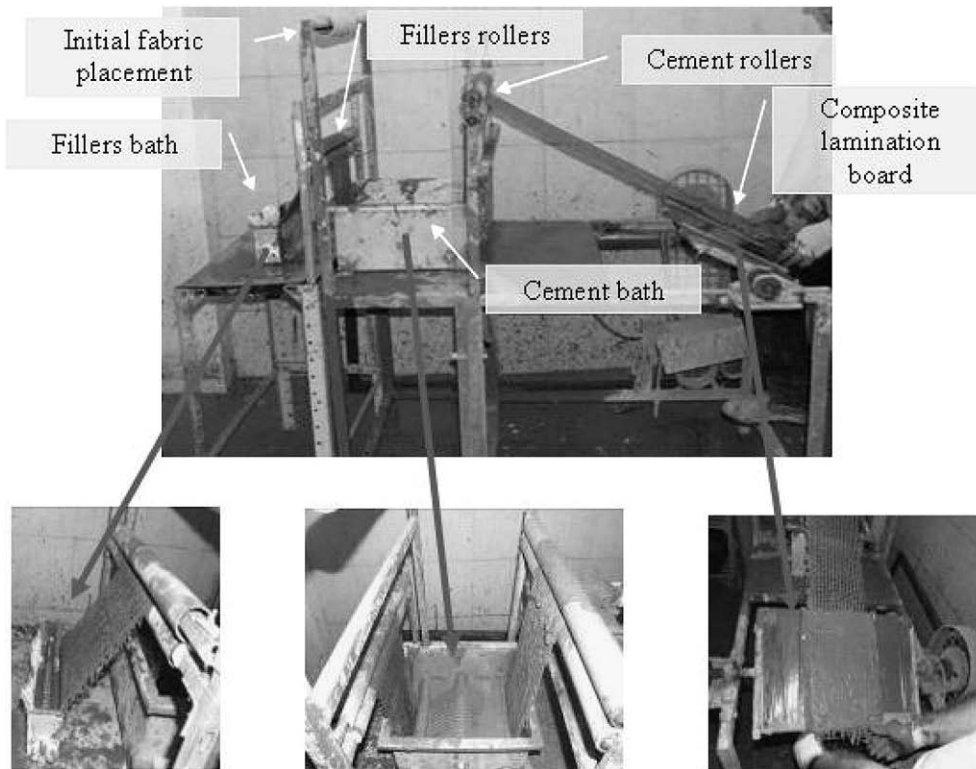 Initial fabric
placement
Fillers rollers
Cement rollers
Fillers bath
Composite
lamination
board
Cement bath